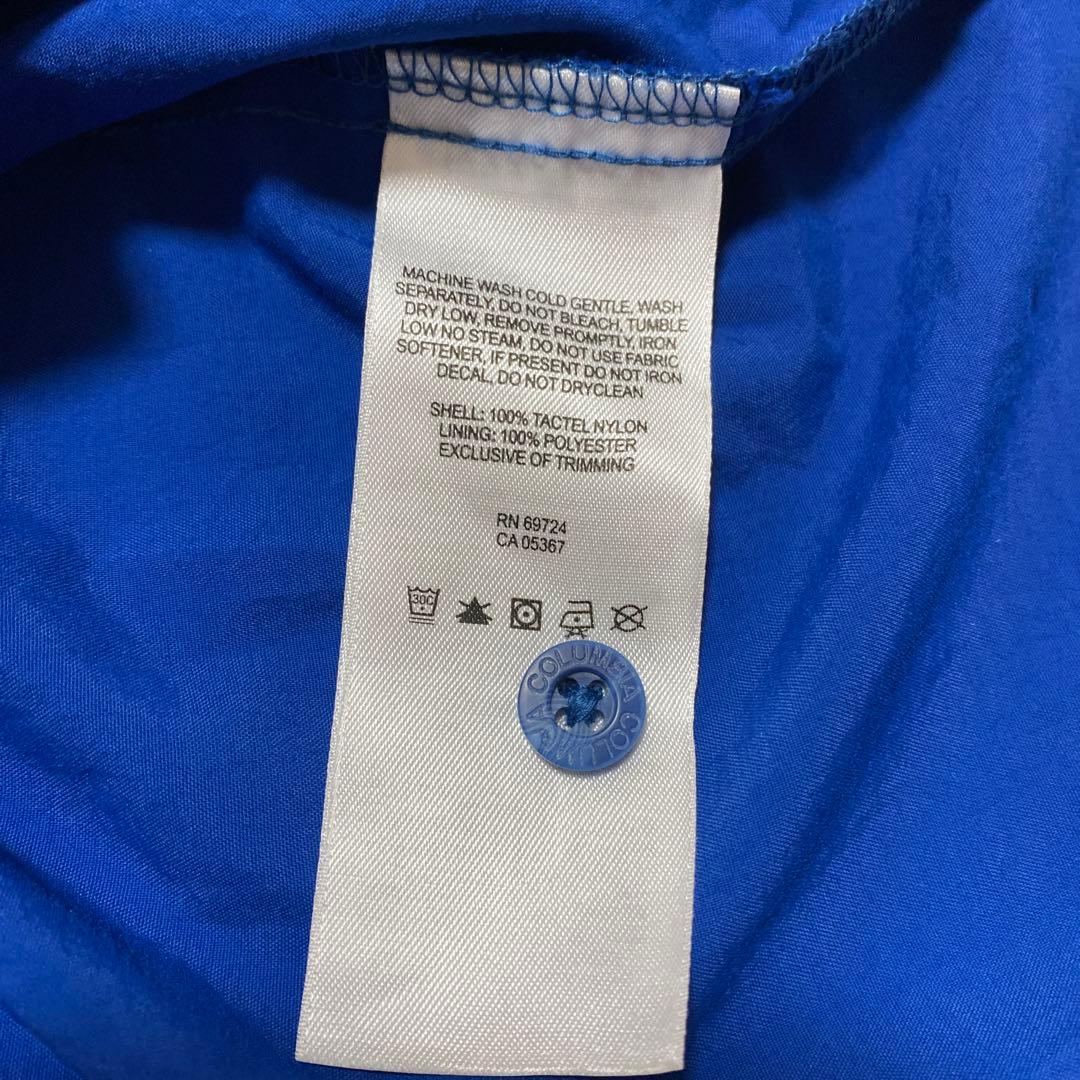 MACHINE WASH COLD GENTLE, WASH
SEPARATELY, DO NOT BLEACH, TUMBLE
DRY LOW, REMOVE PROMPTLY, IRON
LOW NO STEAM, DO NOT USE FABRIC
SOFTENER, IF PRESENT DO NOT IRON
DECAL, DO NOT DRYCLEAN
SHELL: 100% TACTEL NYLON
LINING: 100% POLYESTER
EXCLUSIVE OF TRIMMING
RN 69724
CA 05367
30C
COLUMBIA COLUMBIA